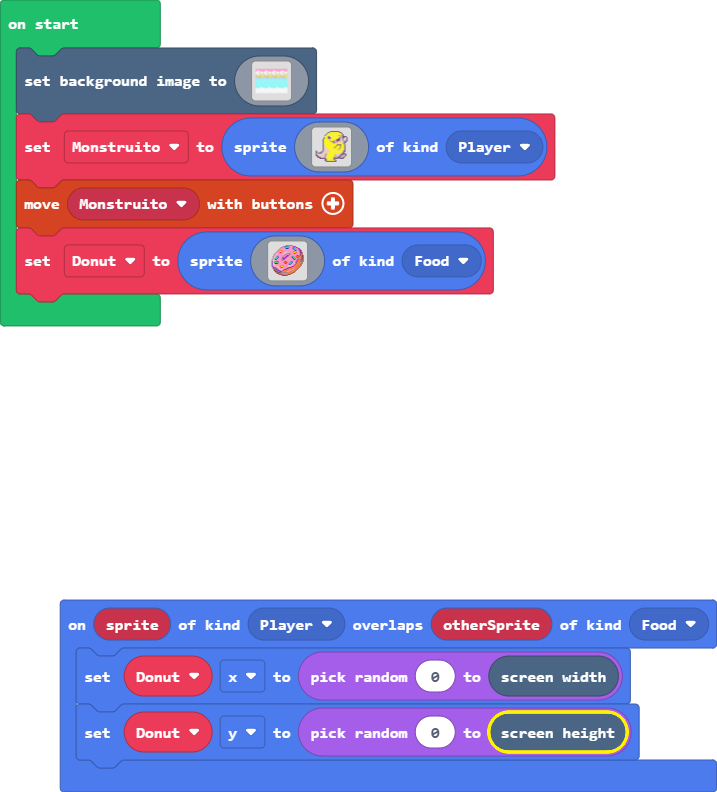 on start
set background image to
set Monstruito to sprite of kind Player
move Monstruito with buttons
set Donut to sprite of kind Food
on sprite of kind Player overlaps otherSprite of kind Food
set Donut x to pick random 0 to screen width
set Donut y to pick random 0 to screen height